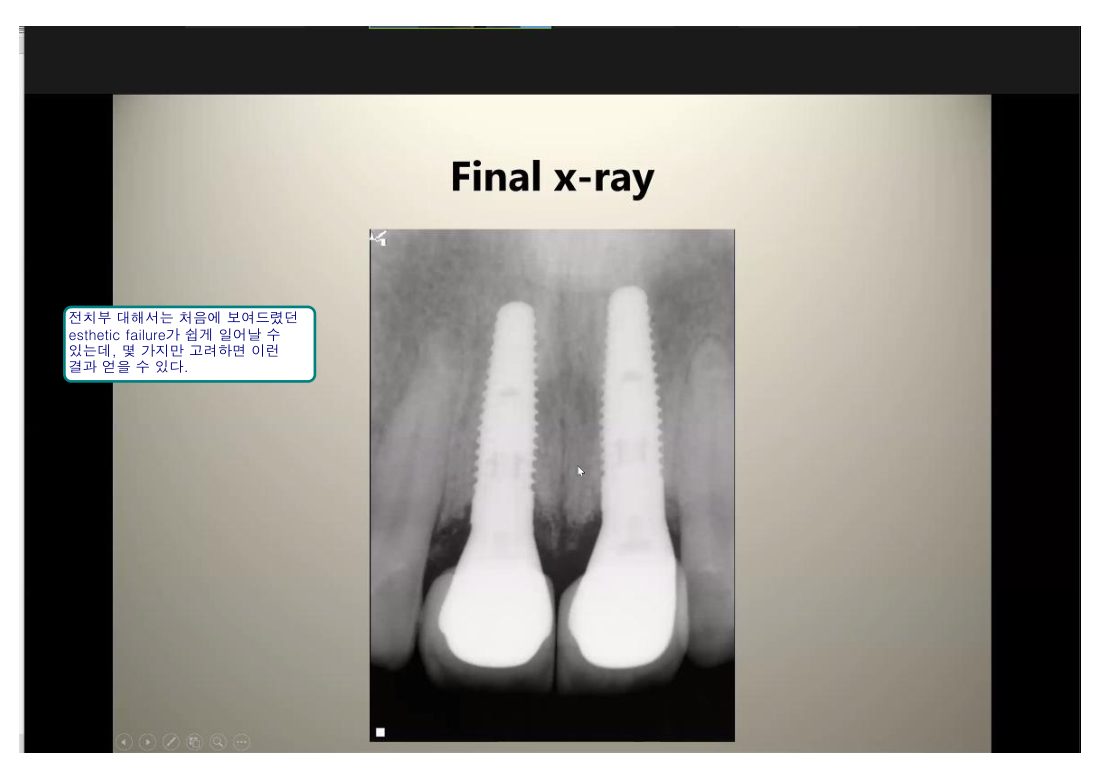 Final x-ray
전치부 대해서는 처음에 보여드렸던
esthetic failure가 쉽게 일어날 수
있는데, 몇 가지만 고려하면 이런
결과 얻을 수 있다.